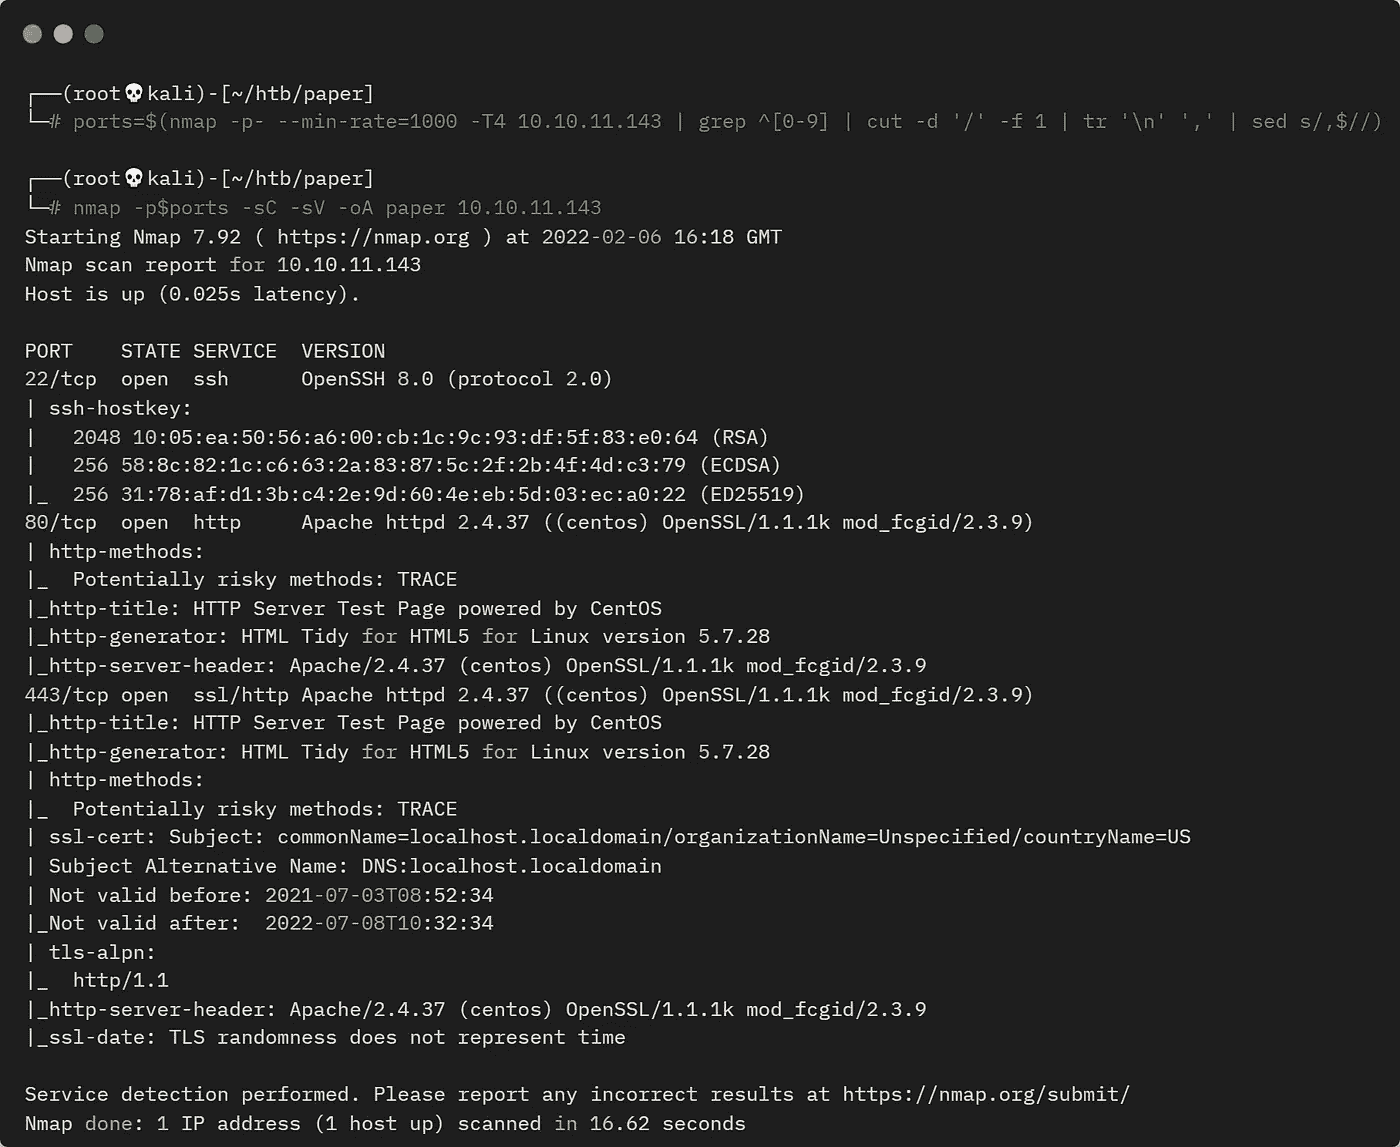 ┌──(root💀kali)-[~/htb/paper]
└─# ports=$(nmap -p- --min-rate=1000 -T4 10.10.11.143 | grep ^[0-9] | cut -d '/' -f 1 | tr '\n' ',' | sed s/,$//)
┌──(root💀kali)-[~/htb/paper]
└─# nmap -p$ports -sC -sV -oA paper 10.10.11.143
Starting Nmap 7.92 ( https://nmap.org ) at 2022-02-06 16:18 GMT
Nmap scan report for 10.10.11.143
Host is up (0.025s latency).
PORT    STATE SERVICE  VERSION
22/tcp  open  ssh      OpenSSH 8.0 (protocol 2.0)
| ssh-hostkey:
|   2048 10:05:ea:50:56:a6:00:cb:1c:9c:93:df:5f:83:e0:64 (RSA)
|   256 58:8c:82:1c:c6:63:2a:83:87:5c:2f:2b:4f:4d:c3:79 (ECDSA)
|_  256 31:78:af:d1:3b:c4:2e:9d:60:4e:eb:5d:03:ec:a0:22 (ED25519)
80/tcp  open  http     Apache httpd 2.4.37 ((centos) OpenSSL/1.1.1k mod_fcgid/2.3.9)
| http-methods:
|_  Potentially risky methods: TRACE
|_http-title: HTTP Server Test Page powered by CentOS
|_http-generator: HTML Tidy for HTML5 for Linux version 5.7.28
|_http-server-header: Apache/2.4.37 (centos) OpenSSL/1.1.1k mod_fcgid/2.3.9
443/tcp open  ssl/http Apache httpd 2.4.37 ((centos) OpenSSL/1.1.1k mod_fcgid/2.3.9)
|_http-title: HTTP Server Test Page powered by CentOS
|_http-generator: HTML Tidy for HTML5 for Linux version 5.7.28
| http-methods:
|_  Potentially risky methods: TRACE
| ssl-cert: Subject: commonName=localhost.localdomain/organizationName=Unspecified/countryName=US
| Subject Alternative Name: DNS:localhost.localdomain
| Not valid before: 2021-07-03T08:52:34
|_Not valid after:  2022-07-08T10:32:34
| tls-alpn:
|_  http/1.1
|_http-server-header: Apache/2.4.37 (centos) OpenSSL/1.1.1k mod_fcgid/2.3.9
|_ssl-date: TLS randomness does not represent time
Service detection performed. Please report any incorrect results at https://nmap.org/submit/
Nmap done: 1 IP address (1 host up) scanned in 16.62 seconds